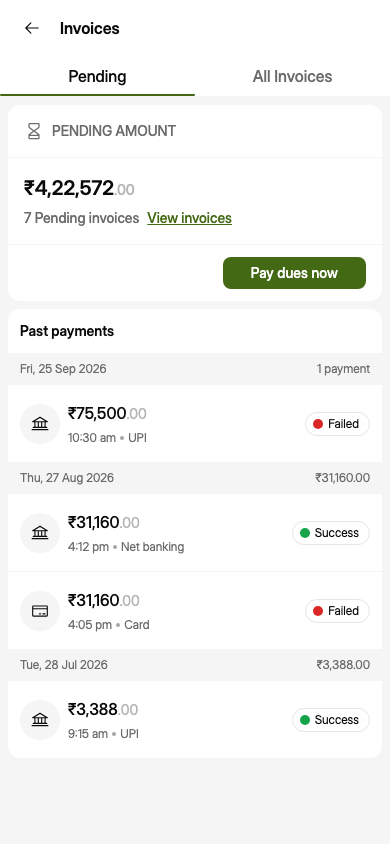 Invoices
Pending
All Invoices
PENDING AMOUNT
₹4,22,572.00
7 Pending invoices View invoices
Pay dues now
Past payments
Fri, 25 Sep 2026 1 payment
₹75,500.00
10:30 am • UPI
Failed
Thu, 27 Aug 2026 ₹31,160.00
₹31,160.00
4:12 pm • Net banking
Success
₹31,160.00
4:05 pm • Card
Failed
Tue, 28 Jul 2026 ₹3,388.00
₹3,388.00
9:15 am • UPI
Success